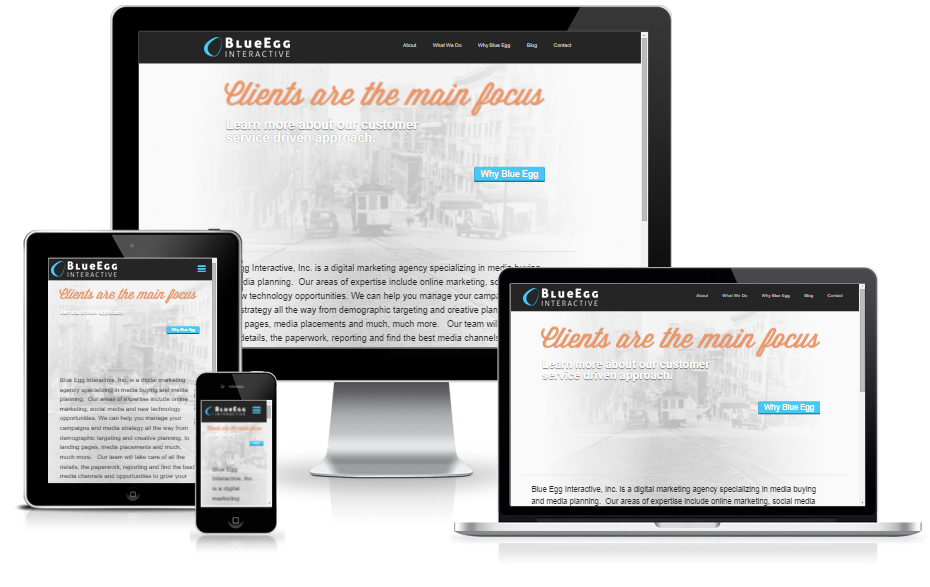 BlueEgg
INTERACTIVE
About What We Do Why Blue Egg Blog Contact
Clients are the main focus
Learn more about our customer
service driven approach.
Why Blue Egg
gg Interactive, Inc. is a digital marketing agency specializing in media buying
dia planning. Our areas of expertise include online marketing, so
w technology opportunities. We can help you manage your campa
strategy all the way from demographic targeting and creative plan
pages, media placements and much, much more. Our team will
details, the paperwork, reporting and find the best media channels
BlueEgg
INTERACTIVE
Clients are the main focus
service driven approach.
Why Blue Egg
Blue Egg Interactive, Inc. is a digital marketing
agency specializing in media buying and media
planning. Our areas of expertise include online
marketing, social media and new technology
opportunities. We can help you manage your
campaigns and media strategy all the way from
demographic targeting and creative planning, to
landing pages, media placements and much,
much more. Our team will take care of all the
details, the paperwork, reporting and find the best
media channels and opportunities to grow your
BlueEgg
INTERACTIVE
Clients are the main focus
Blue Egg
Interactive, Inc.
is a digital
marketing
BlueEgg
INTERACTIVE
About What We Do Why Blue Egg Blog Contact
Clients are the main focus
Learn more about our customer
service driven approach.
Why Blue Egg
Blue Egg Interactive, Inc. is a digital marketing agency specializing in media buying
and media planning. Our areas of expertise include online marketing, social media